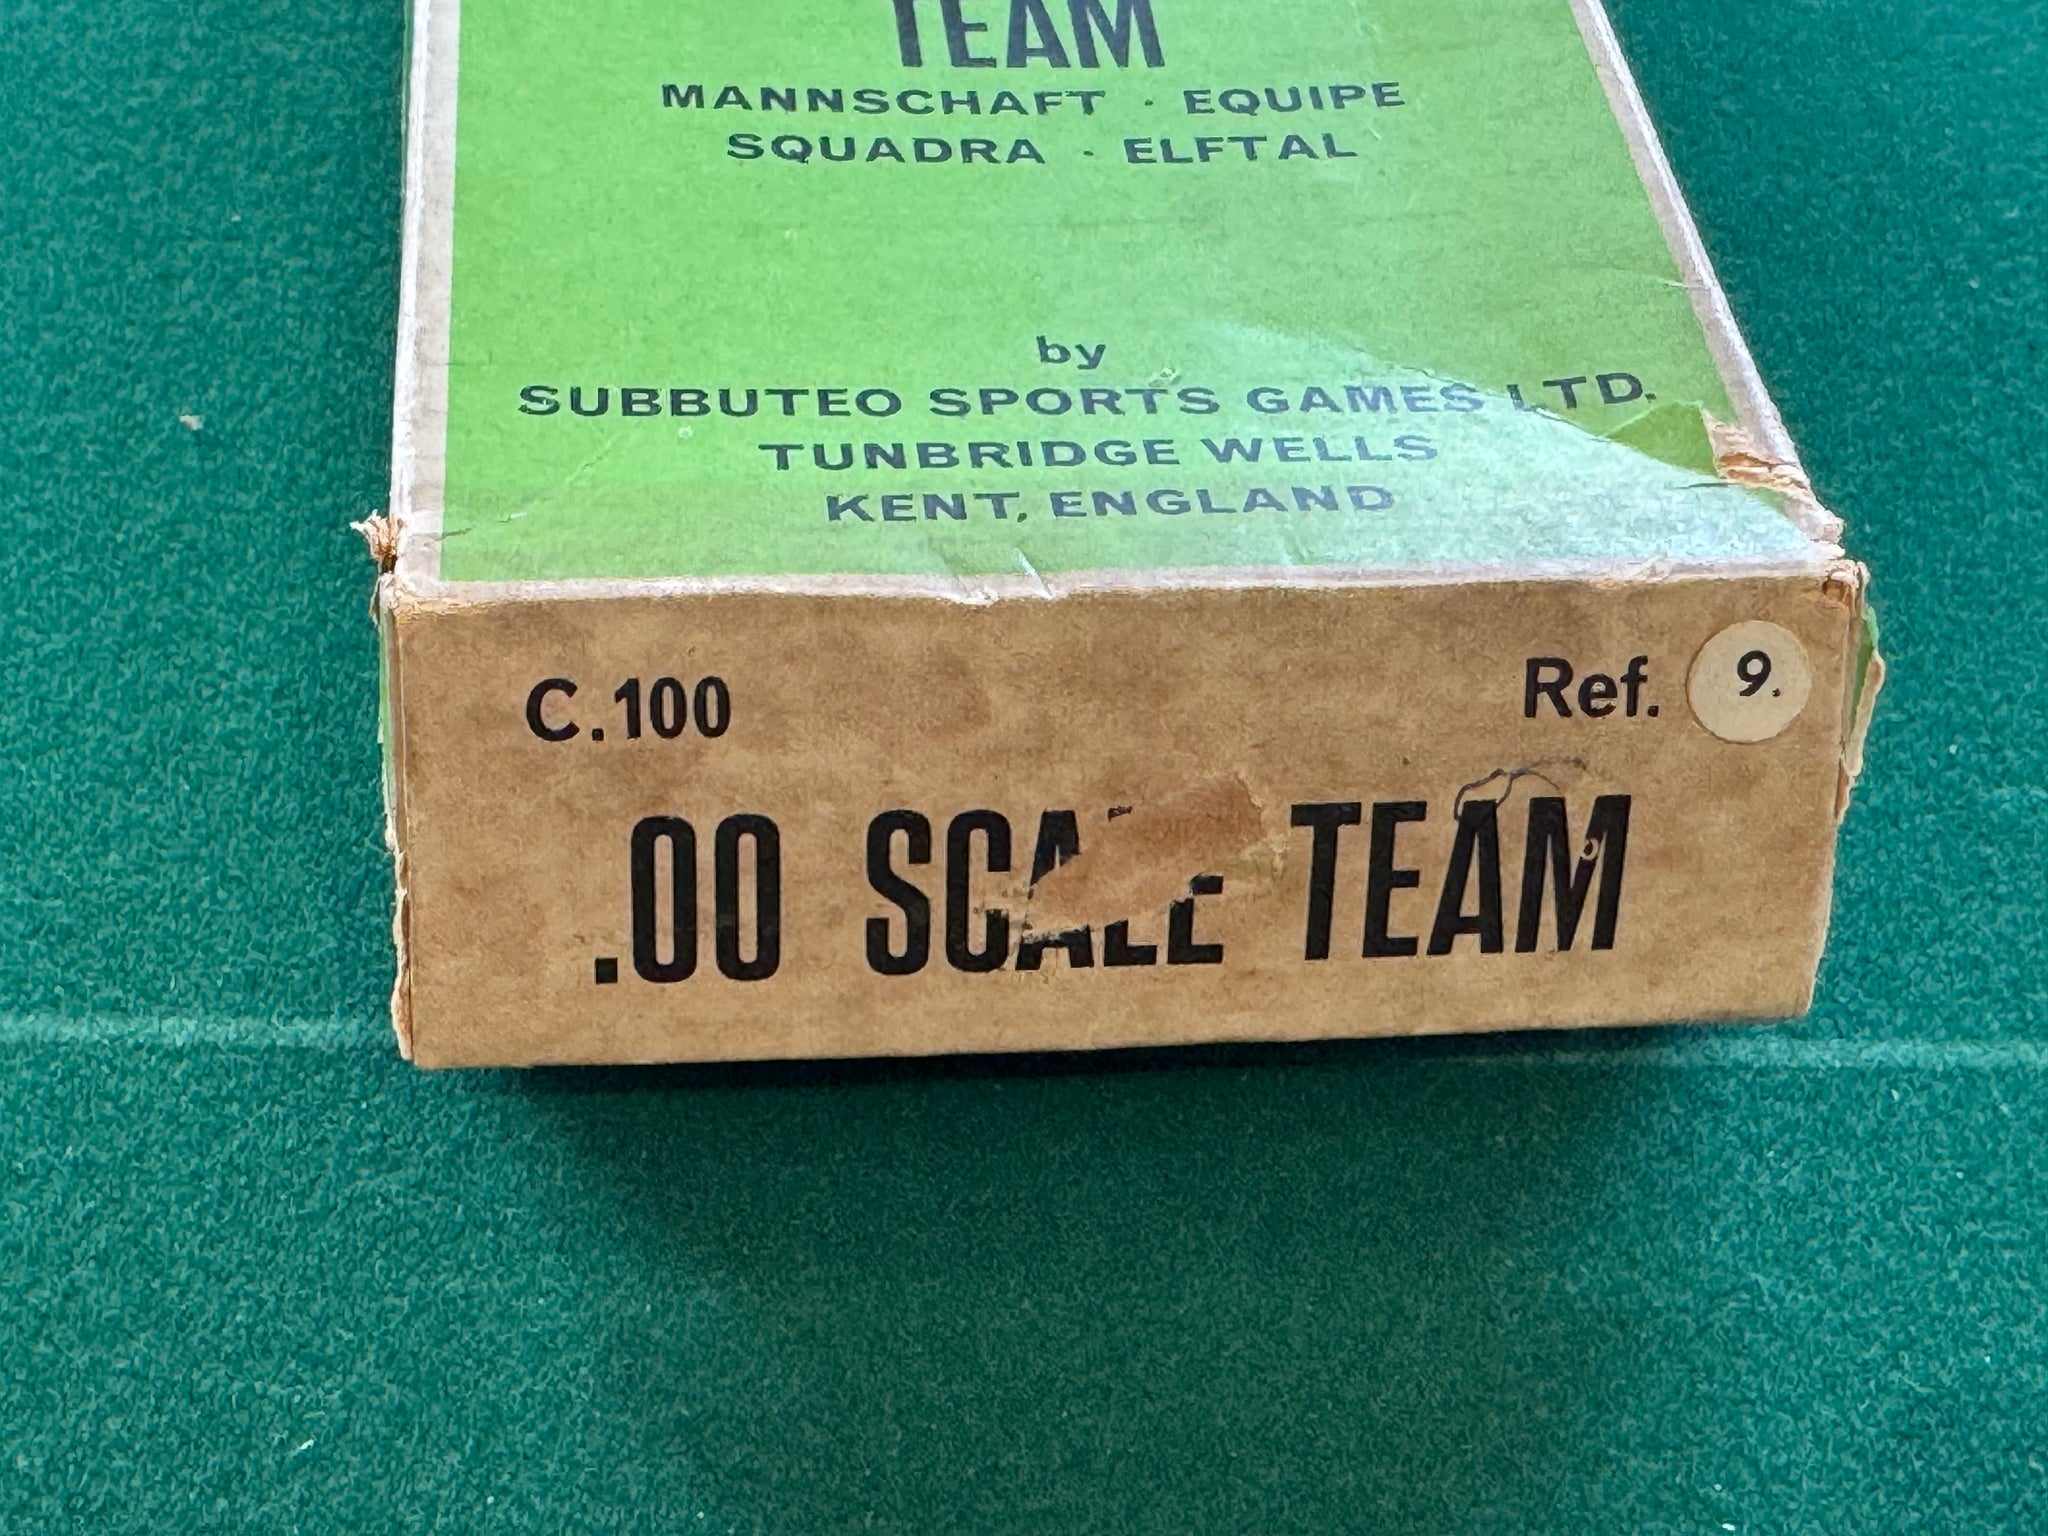 TEAM
MANNSCHAFT · EQUIPE
SQUADRA · ELFTAL
by
SUBBUTEO SPORTS GAMES LTD.
TUNBRIDGE WELLS
KENT, ENGLAND
C.100 Ref. 9.
.00 SCALE TEAM